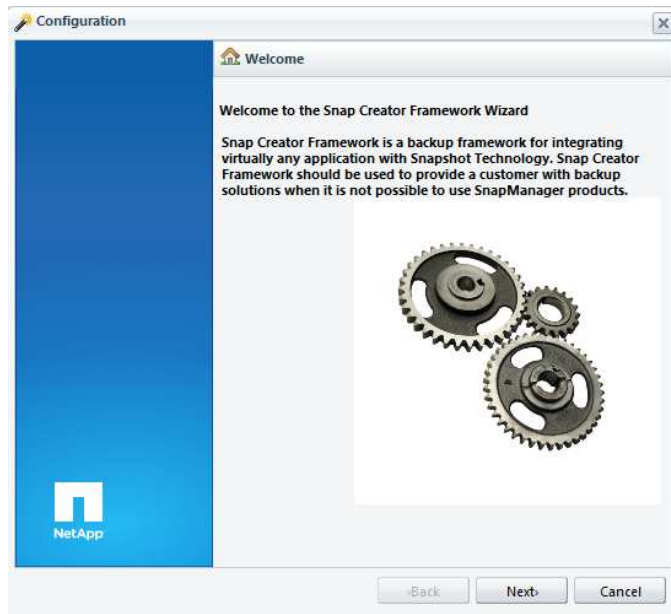 Configuration
Welcome
Welcome to the Snap Creator Framework Wizard
Snap Creator Framework is a backup framework for integrating
virtually any application with Snapshot Technology. Snap Creator
Framework should be used to provide a customer with backup
solutions when it is not possible to use SnapManager products.
NetApp
‹Back
Next›
Cancel